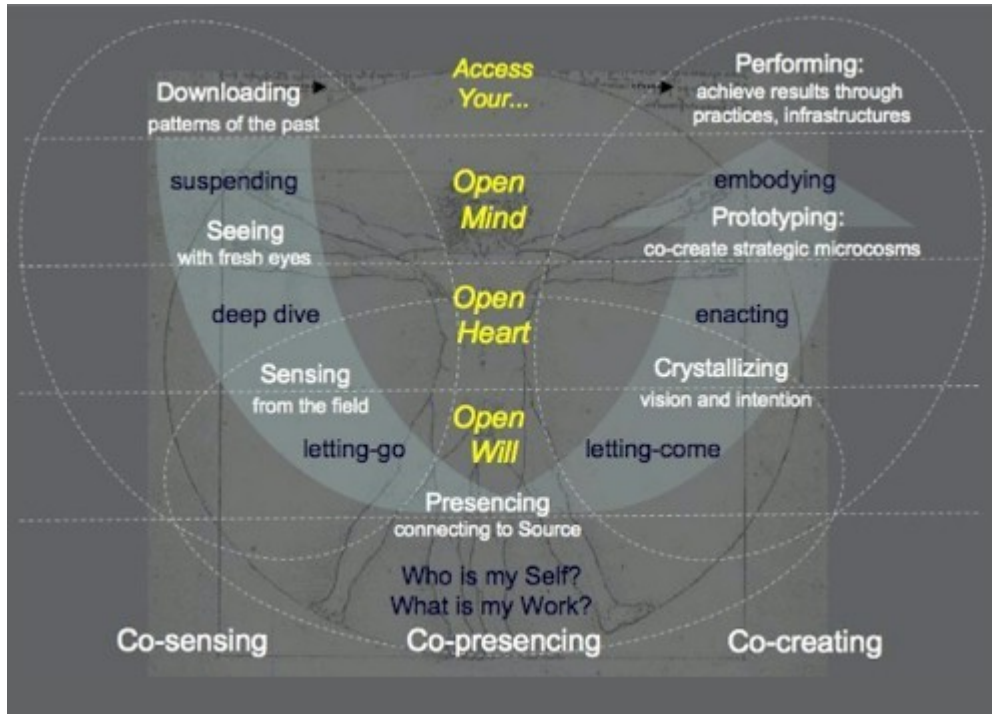 Access
Your...
Downloading
patterns of the past
Performing:
achieve results through
practices, infrastructures
suspending
Open
Mind
embodying
Seeing
with fresh eyes
Prototyping:
co-create strategic microcosms
deep dive
Open
Heart
enacting
Sensing
from the field
Crystallizing
vision and intention
letting-go
Open
Will
letting-come
Presencing
connecting to Source
Who is my Self?
What is my Work?
Co-sensing
Co-presencing
Co-creating